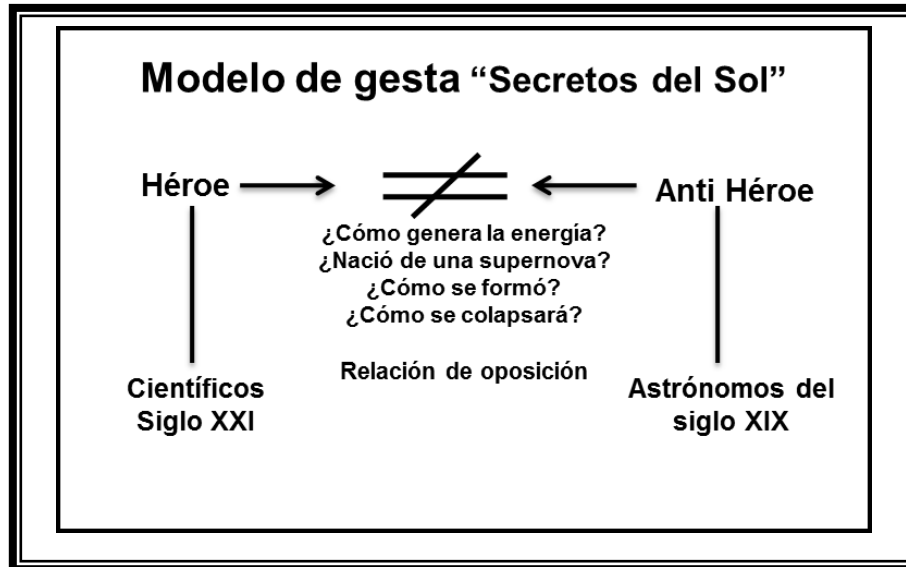 Modelo de gesta “Secretos del Sol”
Héroe
Anti Héroe
¿Cómo genera la energía?
¿Nació de una supernova?
¿Cómo se formó?
¿Cómo se colapsará?
Relación de oposición
Científicos
Siglo XXI
Astrónomos del
siglo XIX